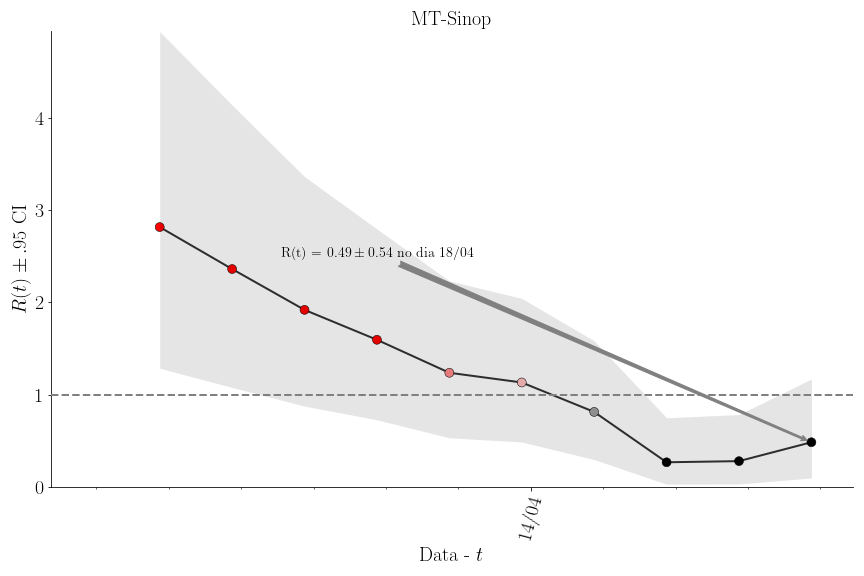 MT-Sinop
R(t) ± .95 CI
4
3
2
1
0
R(t) = 0.49 ± 0.54 no dia 18/04
14/04
Data - t